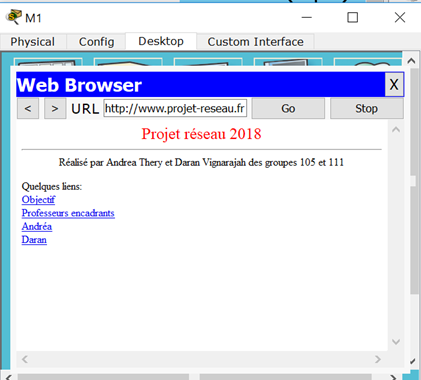 M1
Physical Config Desktop Custom Interface
Web Browser X
< > URL http://www.projet-reseau.fr Go Stop
Projet réseau 2018
Réalisé par Andrea Thery et Daran Vignarajah des groupes 105 et 111
Quelques liens:
Objectif
Professeurs encadrants
Andréa
Daran